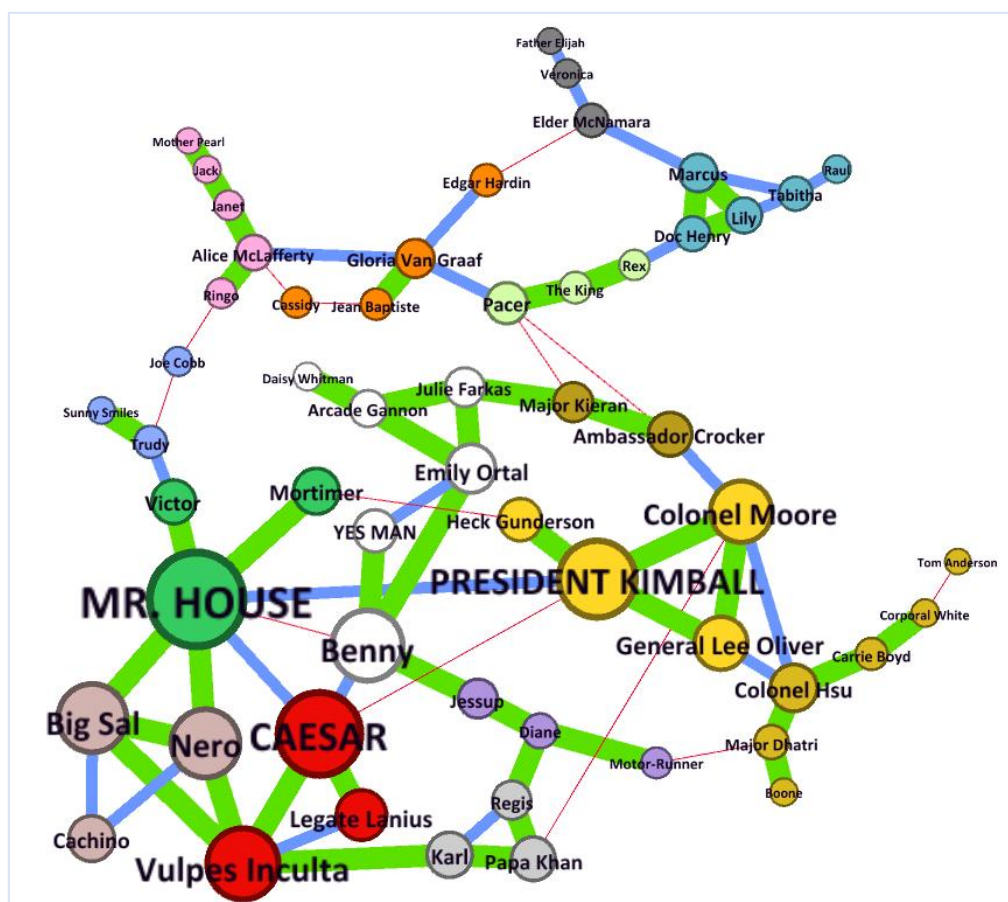 Father Elijah
Veronica
Elder McNamara
Mother Pearl
Jack
Janet
Edgar Hardin
Marcus
Raul
Tabitha
Lily
Doc Henry
Alice McLafferty
Gloria Van Graaf
Rex
The King
Ringo
Cassidy
Jean Baptiste
Pacer
Joe Cobb
Daisy Whitman
Julie Farkas
Arcade Gannon
Major Kieran
Sunny Smiles
Trudy
Ambassador Crocker
Emily Ortal
Mortimer
Victor
YES MAN
Heck Gunderson
Colonel Moore
Tom Anderson
PRESIDENT KIMBALL
MR. HOUSE
Corporal White
Benny
General Lee Oliver
Carrie Boyd
Colonel Hsu
Jessup
Big Sal
Nero
CAESAR
Diane
Major Dhatri
Motor-Runner
Boone
Regis
Legate Lanius
Cachino
Karl
Papa Khan
Vulpes Inculta